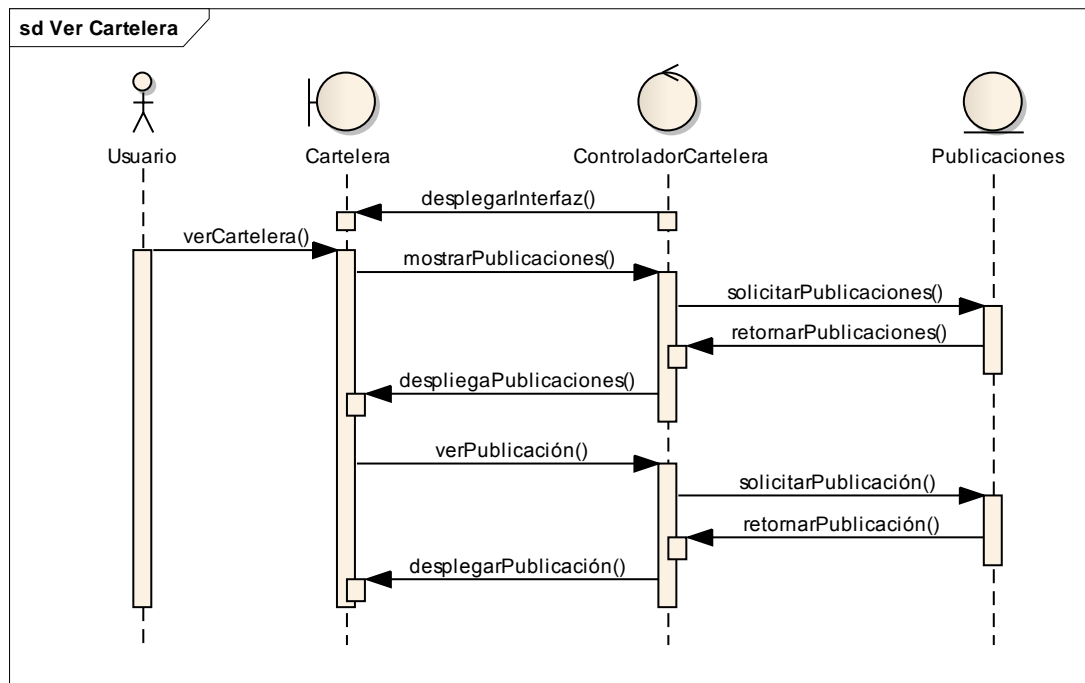 sd Ver Cartelera
Usuario
Cartelera
ControladorCartelera
Publicaciones
desplegarInterfaz()
verCartelera()
mostrarPublicaciones()
solicitarPublicaciones()
retornarPublicaciones()
despliegaPublicaciones()
verPublicación()
solicitarPublicación()
retornarPublicación()
desplegarPublicación()